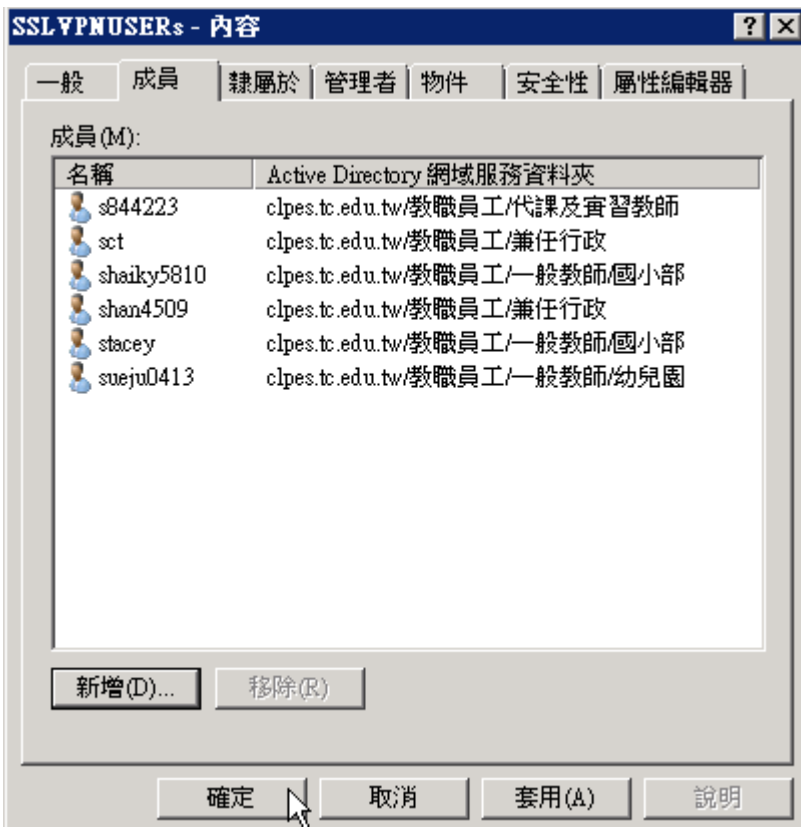 SSLVPNUSERs - 內容
一般 成員 隸屬於 管理者 物件 安全性 屬性編輯器
成員(M):
名稱 Active Directory 網域服務資料夾
s844223 clpes.tc.edu.tw/教職員工/代課及實習教師
sct clpes.tc.edu.tw/教職員工/兼任行政
shaiky5810 clpes.tc.edu.tw/教職員工/一般教師/國小部
shan4509 clpes.tc.edu.tw/教職員工/兼任行政
stacey clpes.tc.edu.tw/教職員工/一般教師/國小部
sueju0413 clpes.tc.edu.tw/教職員工/一般教師/幼兒園
新增(D)... 移除(R)
確定 取消 套用(A) 說明